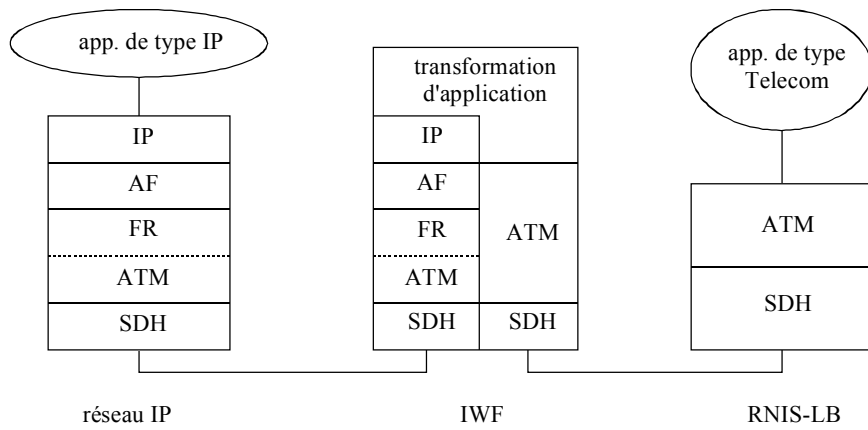 app. de type IP
IP
AF
FR
ATM
SDH
réseau IP
transformation
d'application
IP
AF
FR
ATM
SDH
ATM
SDH
IWF
app. de type
Telecom
ATM
SDH
RNIS-LB